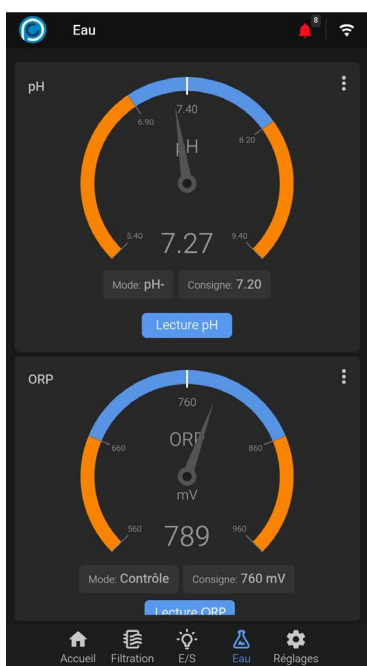 Eau
8
pH
7.40
6.90
8.20
pH
5.40
9.40
7.27
Mode: pH-
Consigne: 7.20
Lecture pH
ORP
760
660
860
ORP
mV
560
960
789
Mode: Contrôle
Consigne: 760 mV
Lecture ORP
Accueil
Filtration
E/S
Eau
Réglages